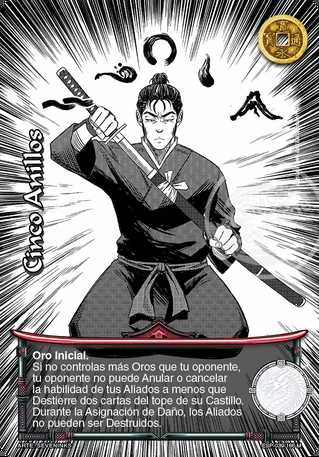 Cinco Anillos
Oro Inicial.
Si no controlas más Oros que tu oponente,
tu oponente no puede Anular o cancelar
la habilidad de tus Aliados a menos que
Destierre dos cartas del tope de su Castillo.
Durante la Asignación de Daño, los Aliados
no pueden ser Destruidos.
ARTE: SEVENINKS